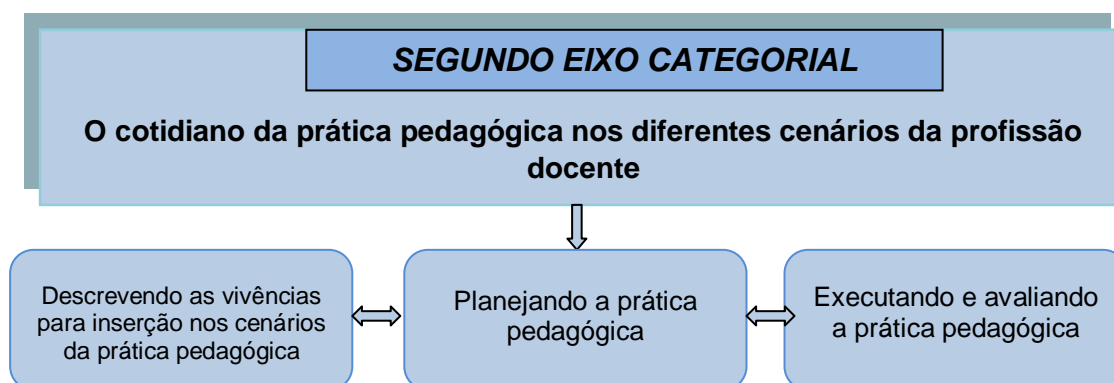 SEGUNDO EIXO CATEGORIAL
O cotidiano da prática pedagógica nos diferentes cenários da profissão
docente
Descrevendo as vivências
para inserção nos cenários
da prática pedagógica
Planejando a prática
pedagógica
Executando e avaliando
a prática pedagógica